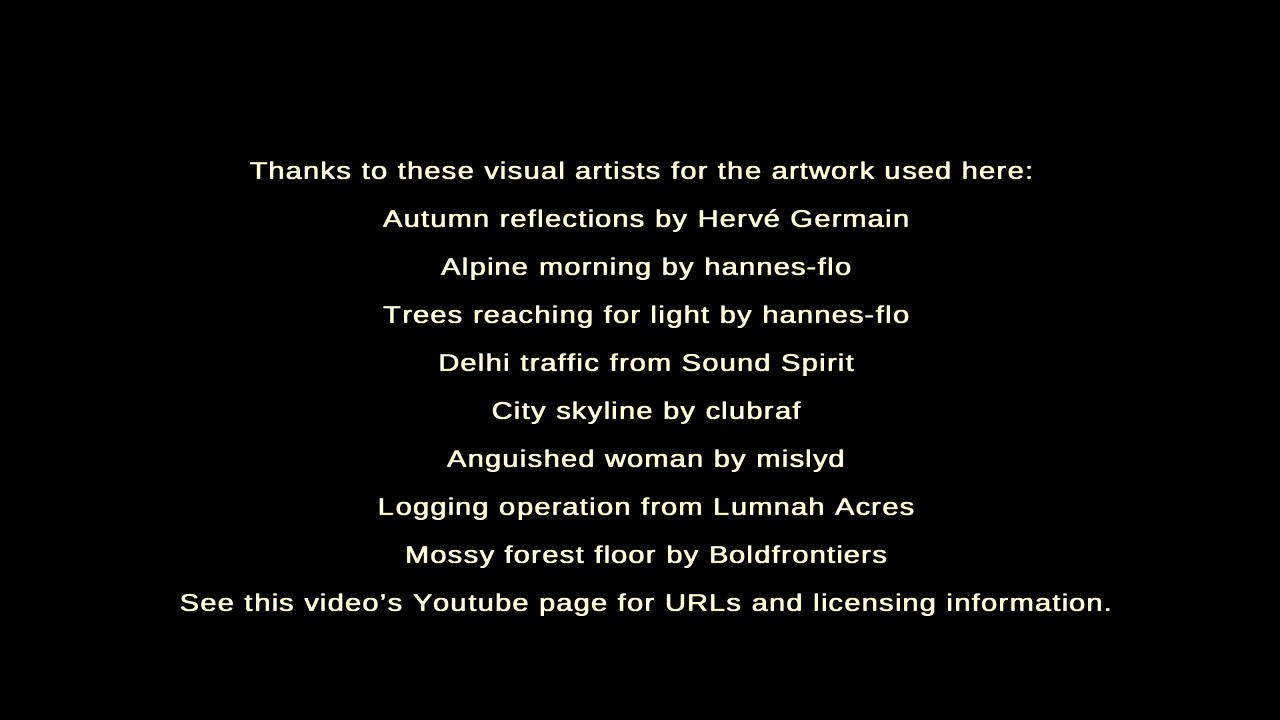 Thanks to these visual artists for the artwork used here:
Autumn reflections by Hervé Germain
Alpine morning by hannes-flo
Trees reaching for light by hannes-flo
Delhi traffic from Sound Spirit
City skyline by clubraf
Anguished woman by mislyd
Logging operation from Lumnah Acres
Mossy forest floor by Boldfrontiers
See this video’s Youtube page for URLs and licensing information.